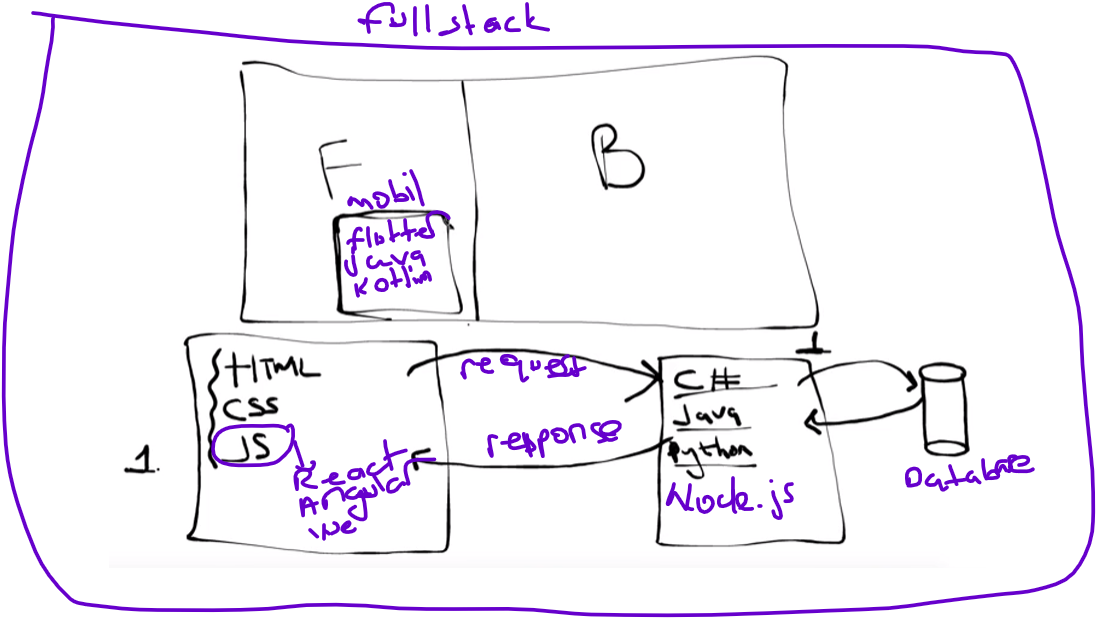 fullstack
F
B
mobil
flutter
java
kotlin
HTML
CSS
JS
React
Angular
Vue
1.
request
response
1
C#
Java
python
Node.js
Database